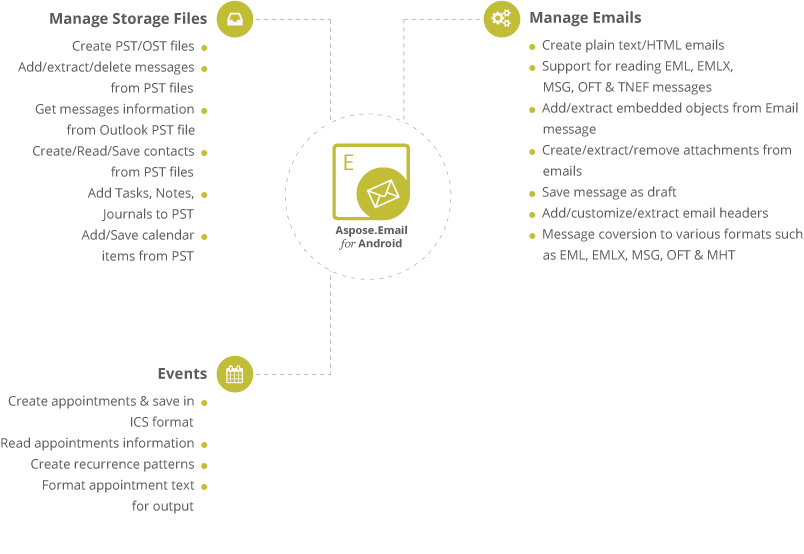 Manage Storage Files
Create PST/OST files
Add/extract/delete messages
from PST files
Get messages information
from Outlook PST file
Create/Read/Save contacts
from PST files
Add Tasks, Notes,
Journals to PST
Add/Save calendar
items from PST
Manage Emails
Create plain text/HTML emails
Support for reading EML, EMLX,
MSG, OFT & TNEF messages
Add/extract embedded objects from Email
message
Create/extract/remove attachments from
emails
Save message as draft
Add/customize/extract email headers
Message coversion to various formats such
as EML, EMLX, MSG, OFT & MHT
E
Aspose.Email
for Android
Events
Create appointments & save in
ICS format
Read appointments information
Create recurrence patterns
Format appointment text
for output